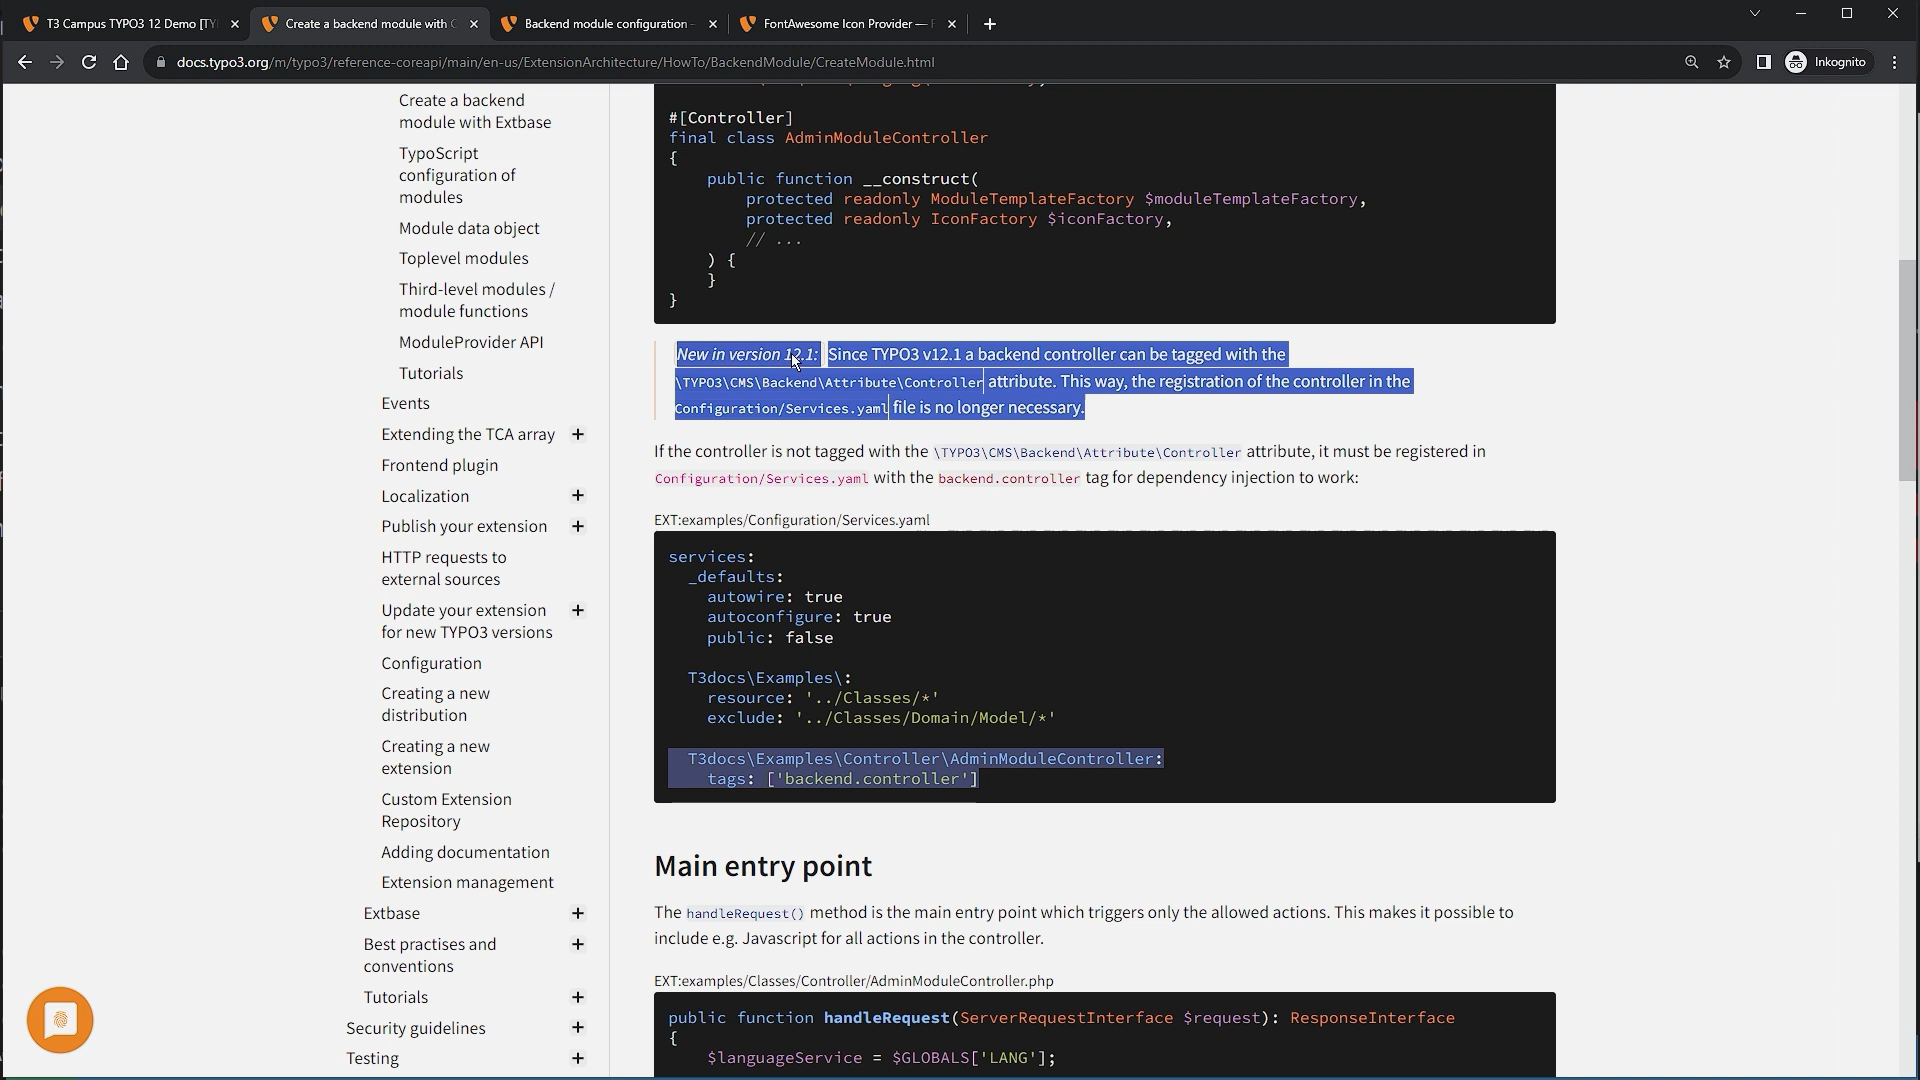 T3 Campus TYPO3 12 Demo [TY
Create a backend module with C
Backend module configuration -
FontAwesome Icon Provider — F
docs.typo3.org/m/typo3/reference-coreapi/main/en-us/ExtensionArchitecture/HowTo/BackendModule/CreateModule.html
Inkognito
Create a backend
module with Extbase
TypoScript
configuration of
modules
Module data object
Toplevel modules
Third-level modules /
module functions
ModuleProvider API
Tutorials
Events
Extending the TCA array +
Frontend plugin
Localization +
Publish your extension +
HTTP requests to
external sources
Update your extension +
for new TYPO3 versions
Configuration
Creating a new
distribution
Creating a new
extension
Custom Extension
Repository
Adding documentation
Extension management
Extbase +
Best practises and +
conventions
Tutorials +
Security guidelines +
Testing +
#[Controller]
final class AdminModuleController
{
public function __construct(
protected readonly ModuleTemplateFactory $moduleTemplateFactory,
protected readonly IconFactory $iconFactory,
// ...
) {
}
}
New in version 12.1: Since TYPO3 v12.1 a backend controller can be tagged with the
\TYPO3\CMS\Backend\Attribute\Controller attribute. This way, the registration of the controller in the
Configuration/Services.yaml file is no longer necessary.
If the controller is not tagged with the \TYPO3\CMS\Backend\Attribute\Controller attribute, it must be registered in
Configuration/Services.yaml with the backend.controller tag for dependency injection to work:
EXT:examples/Configuration/Services.yaml
services:
_defaults:
autowire: true
autoconfigure: true
public: false
T3docs\Examples\:
resource: '../Classes/*'
exclude: '../Classes/Domain/Model/*'
T3docs\Examples\Controller\AdminModuleController:
tags: ['backend.controller']
Main entry point
The handleRequest() method is the main entry point which triggers only the allowed actions. This makes it possible to
include e.g. Javascript for all actions in the controller.
EXT:examples/Classes/Controller/AdminModuleController.php
public function handleRequest(ServerRequestInterface $request): ResponseInterface
{
$languageService = $GLOBALS['LANG'];